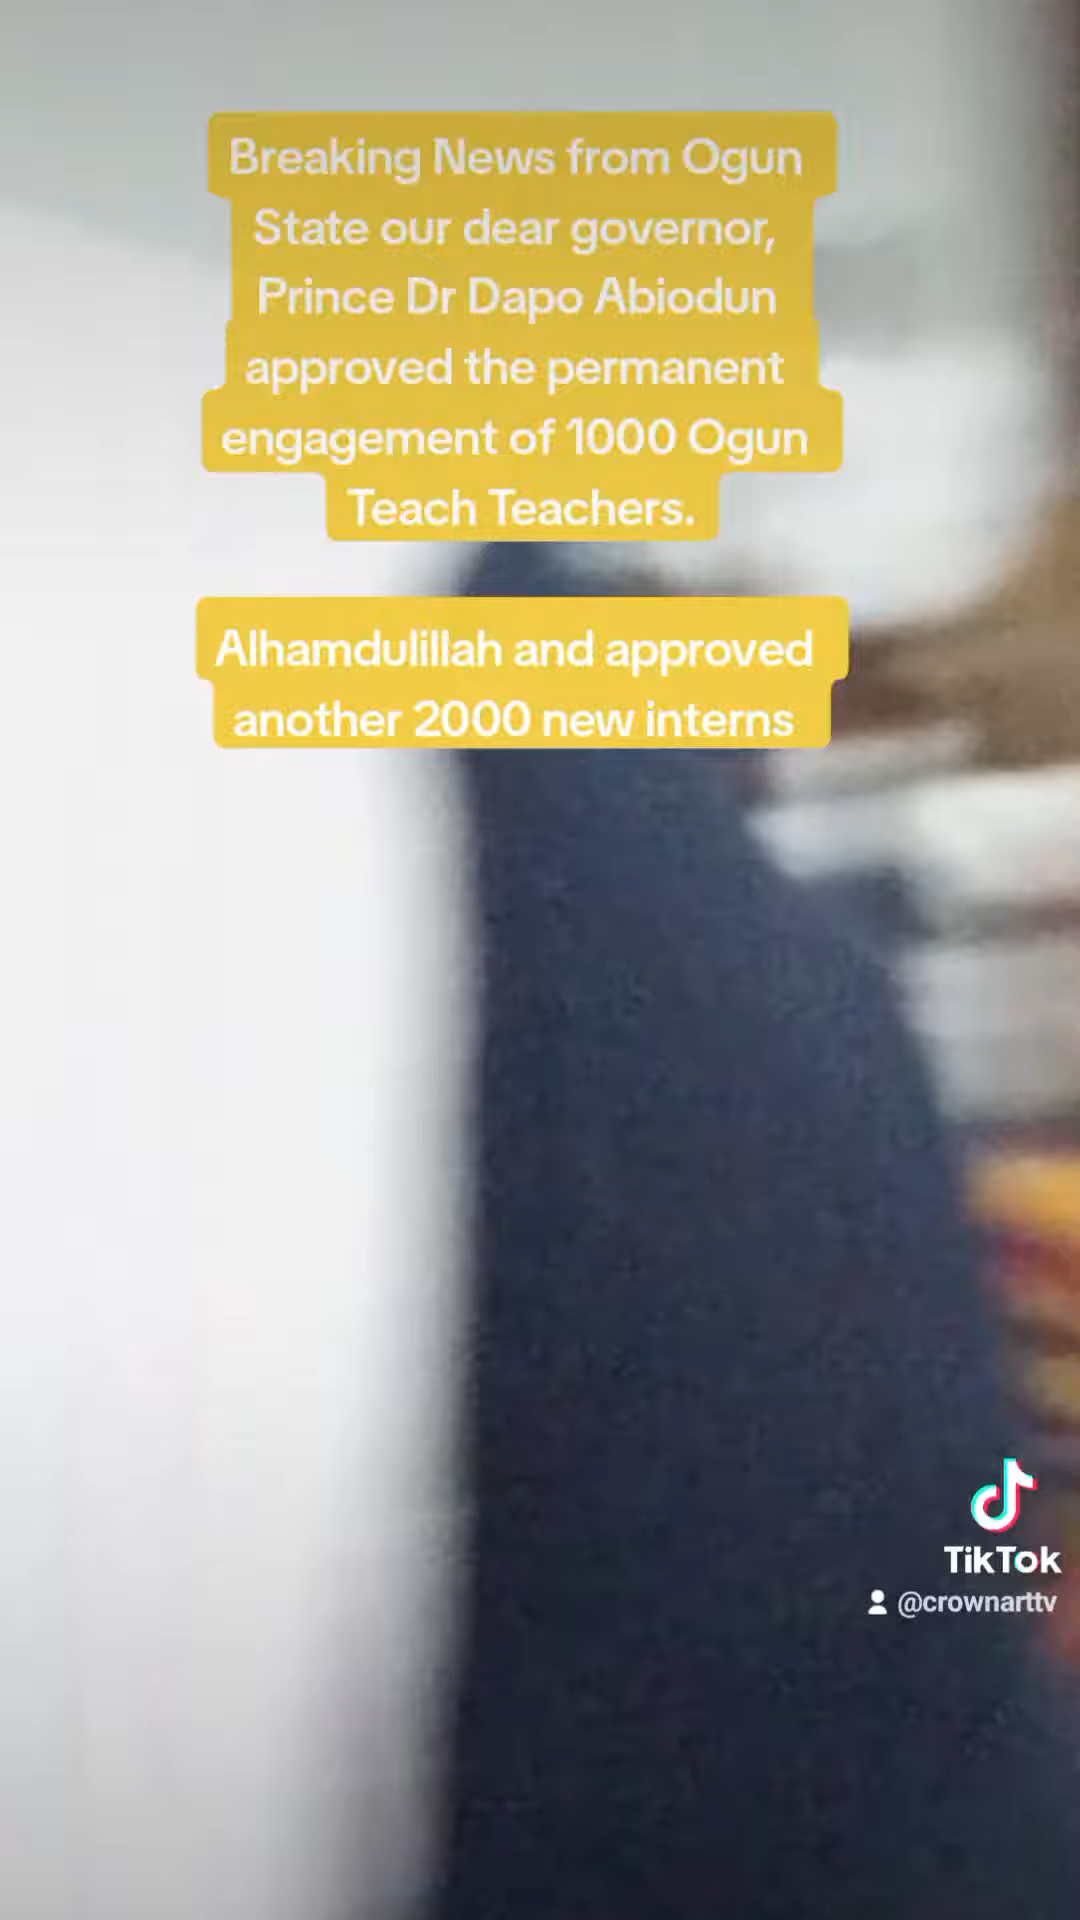 Breaking News from Ogun
State our dear governor,
Prince Dr Dapo Abiodun
approved the permanent
engagement of 1000 Ogun
Teach Teachers.
Alhamdulillah and approved
another 2000 new interns
TikTok
@crownarttv